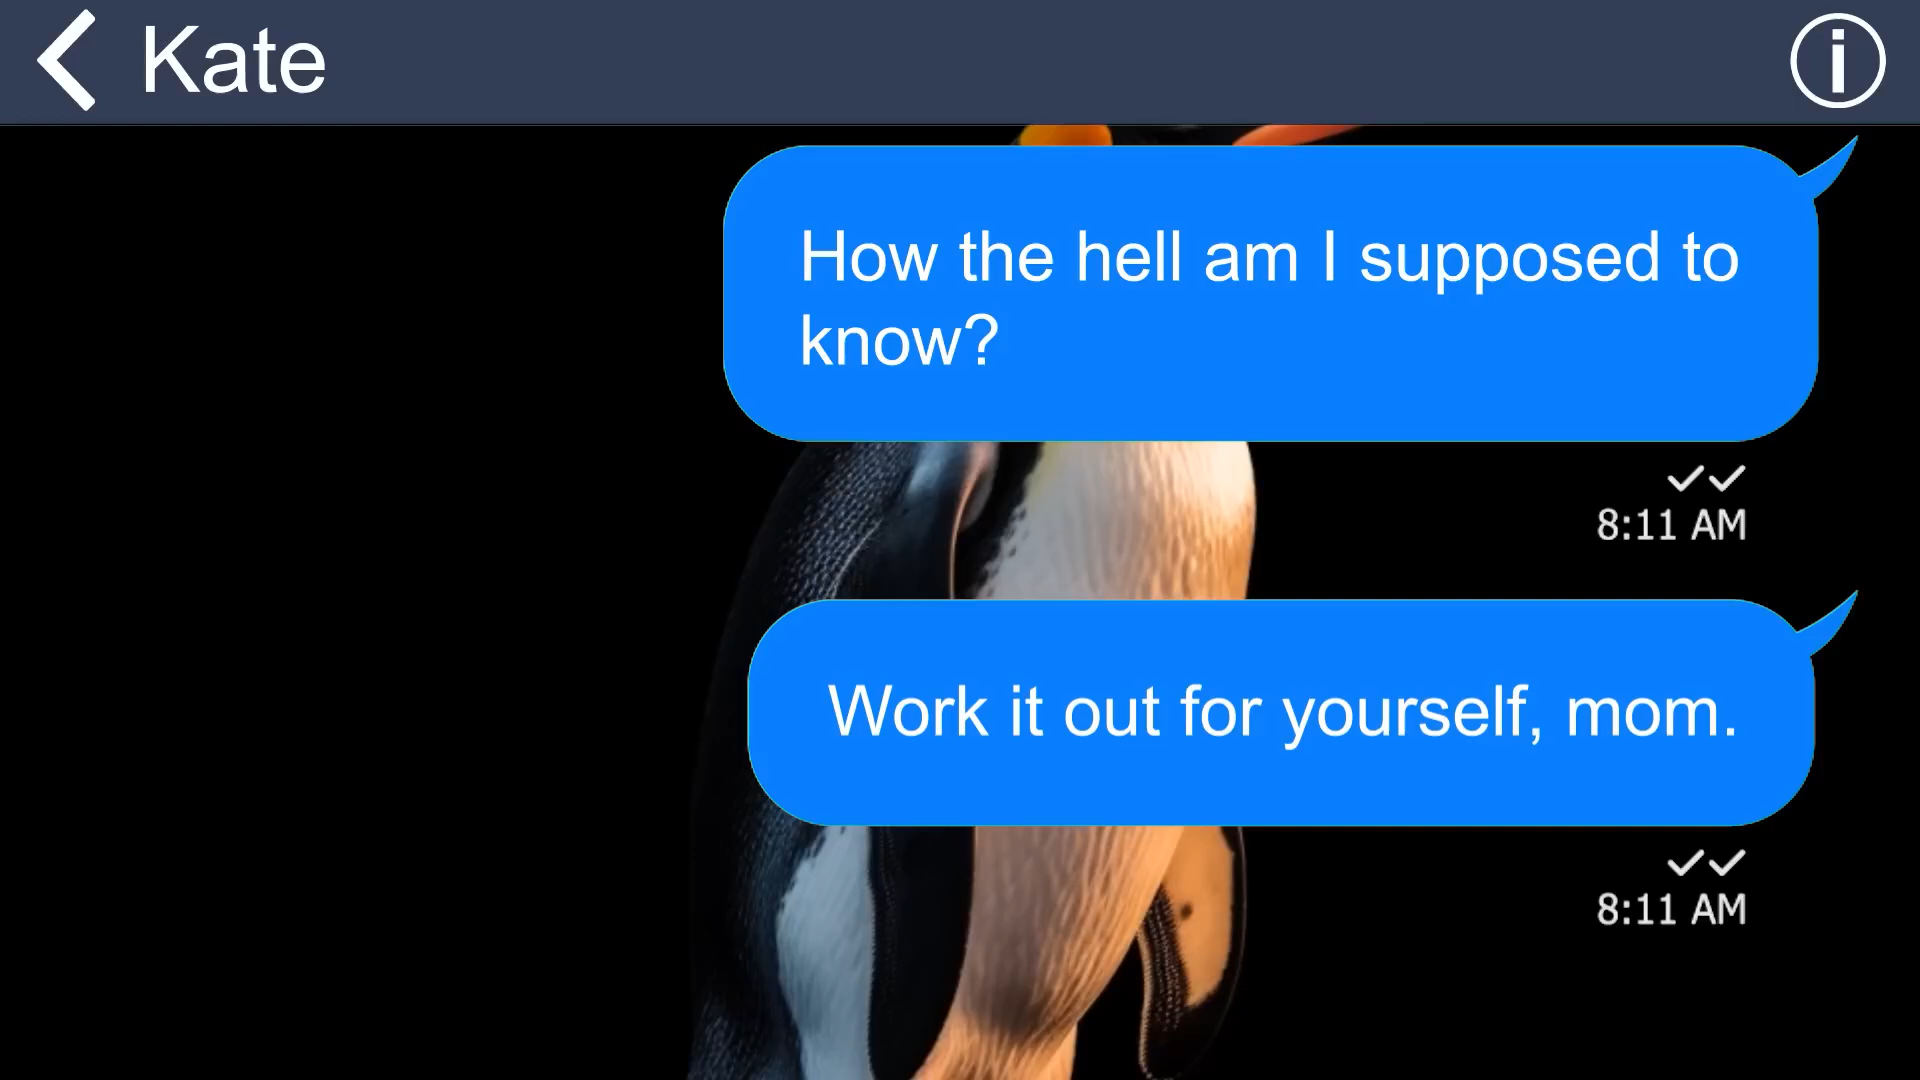 Kate
How the hell am I supposed to
know?
8:11 AM
Work it out for yourself, mom.
8:11 AM